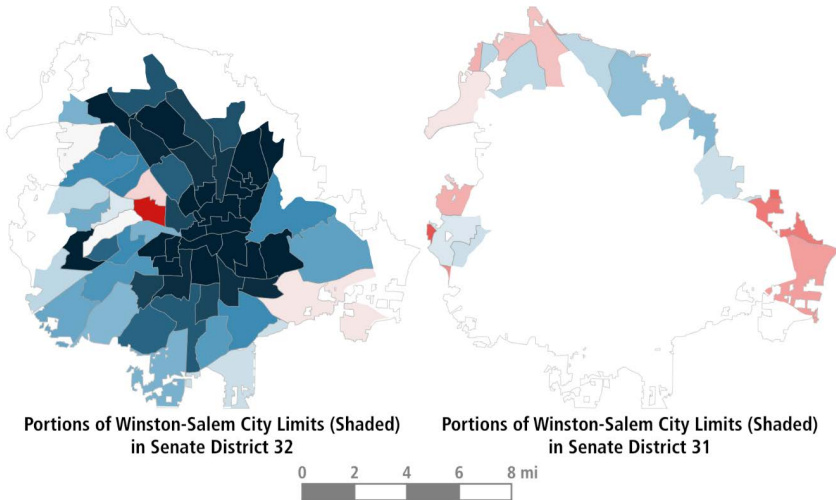 Portions of Winston-Salem City Limits (Shaded)
in Senate District 32
Portions of Winston-Salem City Limits (Shaded)
in Senate District 31
0 2 4 6 8 mi